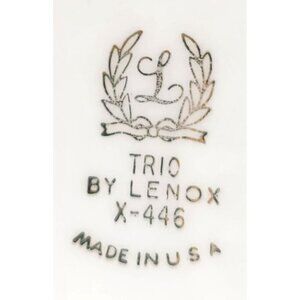 L
TRIO
BY LENOX
X-446
MADE IN U S A